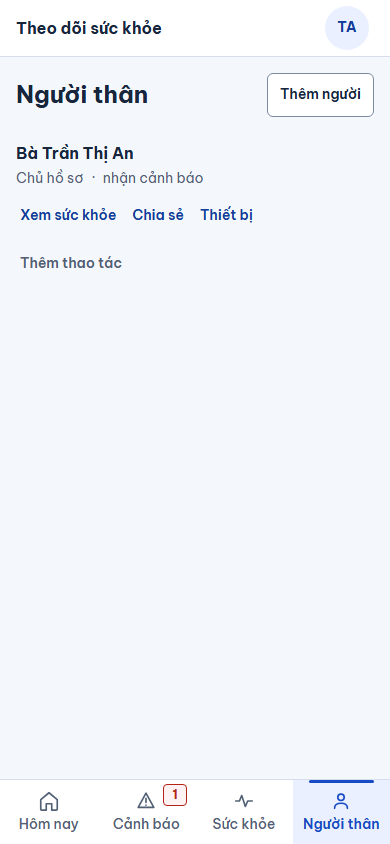 Theo dõi sức khỏe
TA
Người thân
Thêm người
Bà Trần Thị An
Chủ hồ sơ · nhận cảnh báo
Xem sức khỏe Chia sẻ Thiết bị
Thêm thao tác
1
Hôm nay Cảnh báo Sức khỏe Người thân